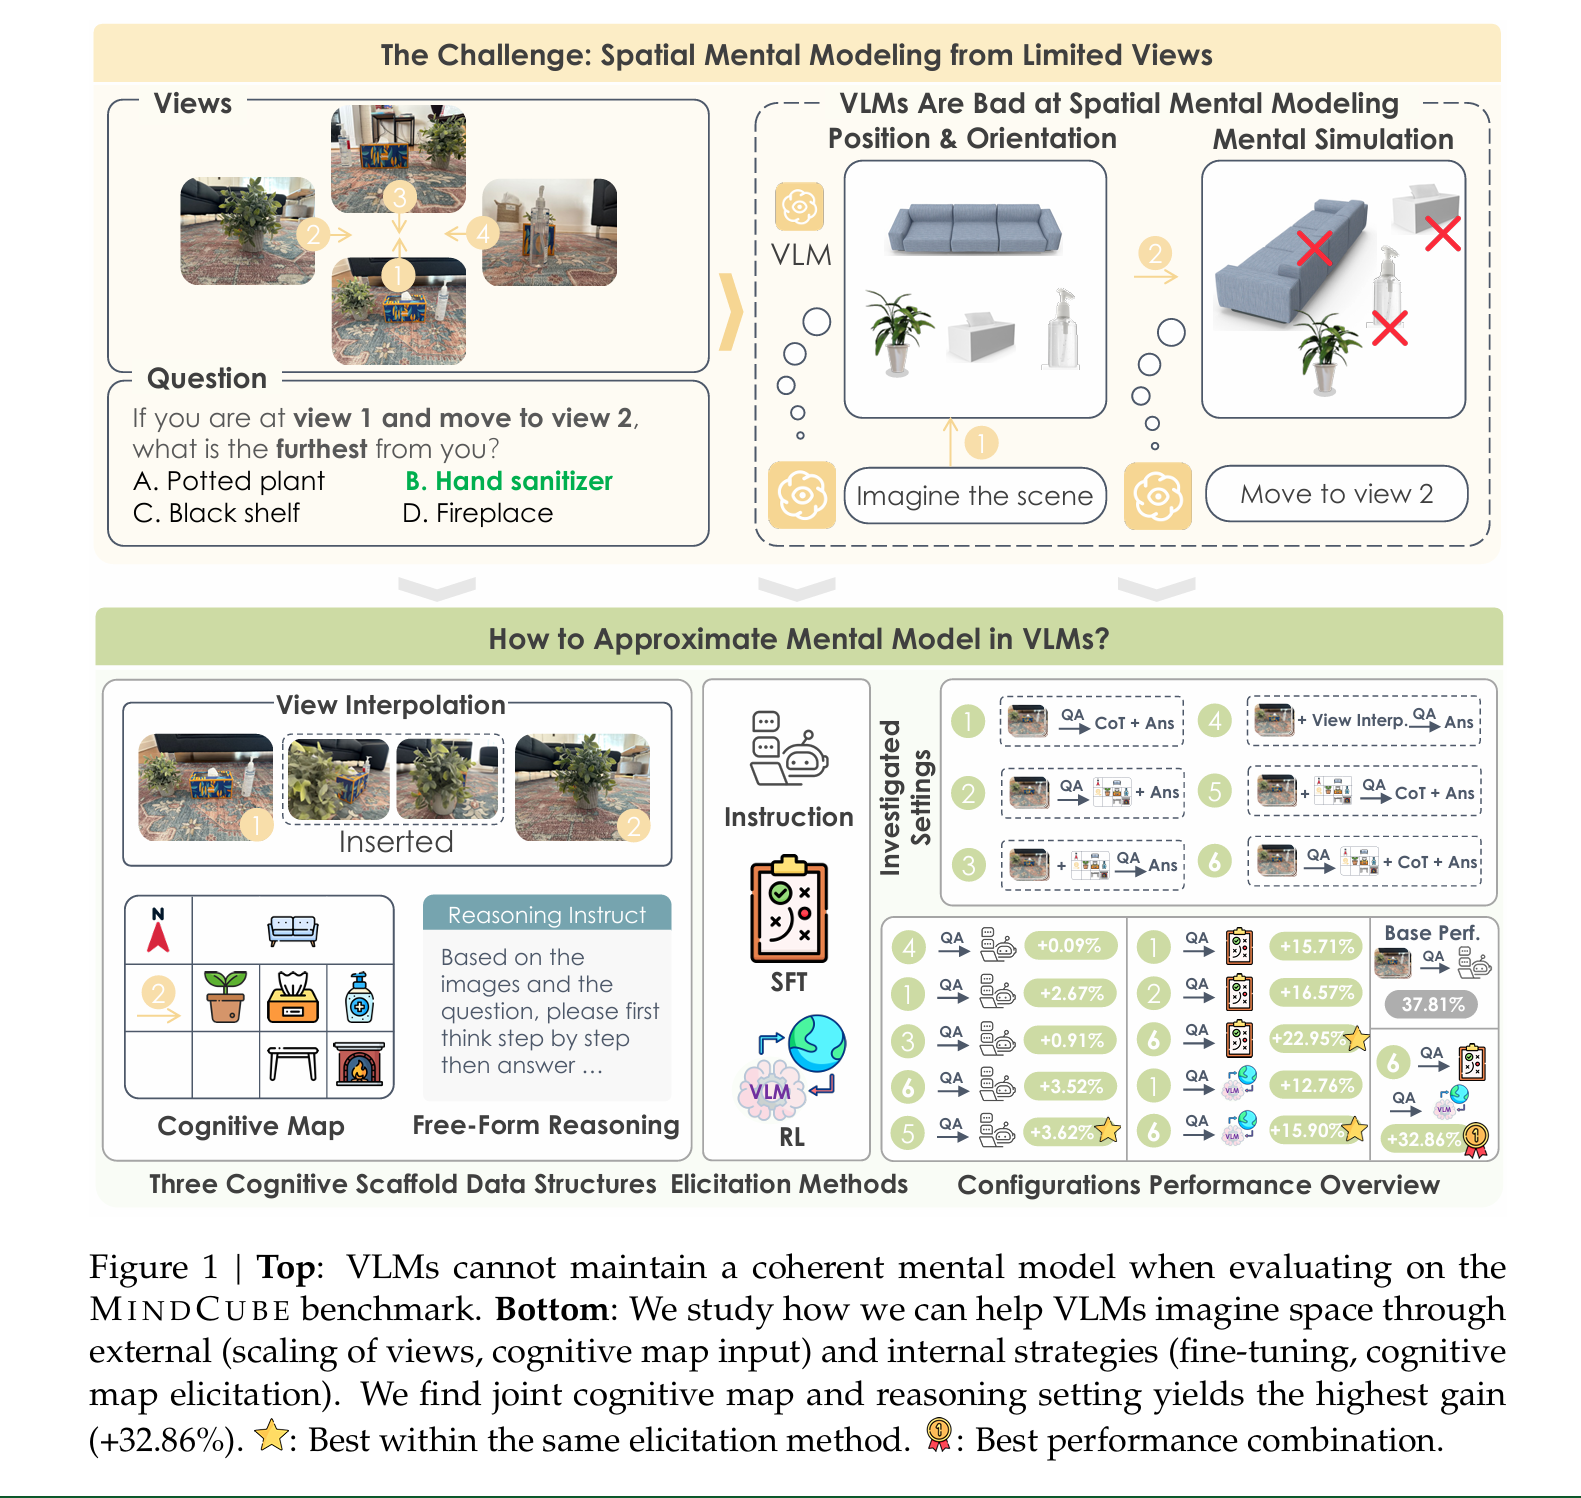 The Challenge: Spatial Mental Modeling from Limited Views
Views
3
2
4
1
Question
If you are at view 1 and move to view 2,
what is the furthest from you?
A. Potted plant B. Hand sanitizer
C. Black shelf D. Fireplace
VLMs Are Bad at Spatial Mental Modeling
Position & Orientation
Mental Simulation
VLM
2
1
Imagine the scene
Move to view 2
How to Approximate Mental Model in VLMs?
View Interpolation
1
2
Inserted
N
2
Cognitive Map
Reasoning Instruct
Based on the
images and the
question, please first
think step by step
then answer ...
Free-Form Reasoning
Three Cognitive Scaffold Data Structures
Instruction
SFT
VLM
RL
Elicitation Methods
Investigated
Settings
1 QA CoT + Ans
2 QA + Ans
3 + QA Ans
4 + View Interp. QA Ans
5 + QA CoT + Ans
6 QA + CoT + Ans
4 QA +0.09%
1 QA +2.67%
3 QA +0.91%
6 QA +3.52%
5 QA +3.62%
1 QA +15.71%
2 QA +16.57%
6 QA +22.95%
1 QA VLM +12.76%
6 QA VLM +15.90%
Base Perf.
QA
37.81%
6 QA
QA VLM
+32.86% 1
Configurations Performance Overview
Figure 1 | Top: VLMs cannot maintain a coherent mental model when evaluating on the
MINDCUBE benchmark. Bottom: We study how we can help VLMs imagine space through
external (scaling of views, cognitive map input) and internal strategies (fine-tuning, cognitive
map elicitation). We find joint cognitive map and reasoning setting yields the highest gain
(+32.86%). : Best within the same elicitation method. 1 : Best performance combination.